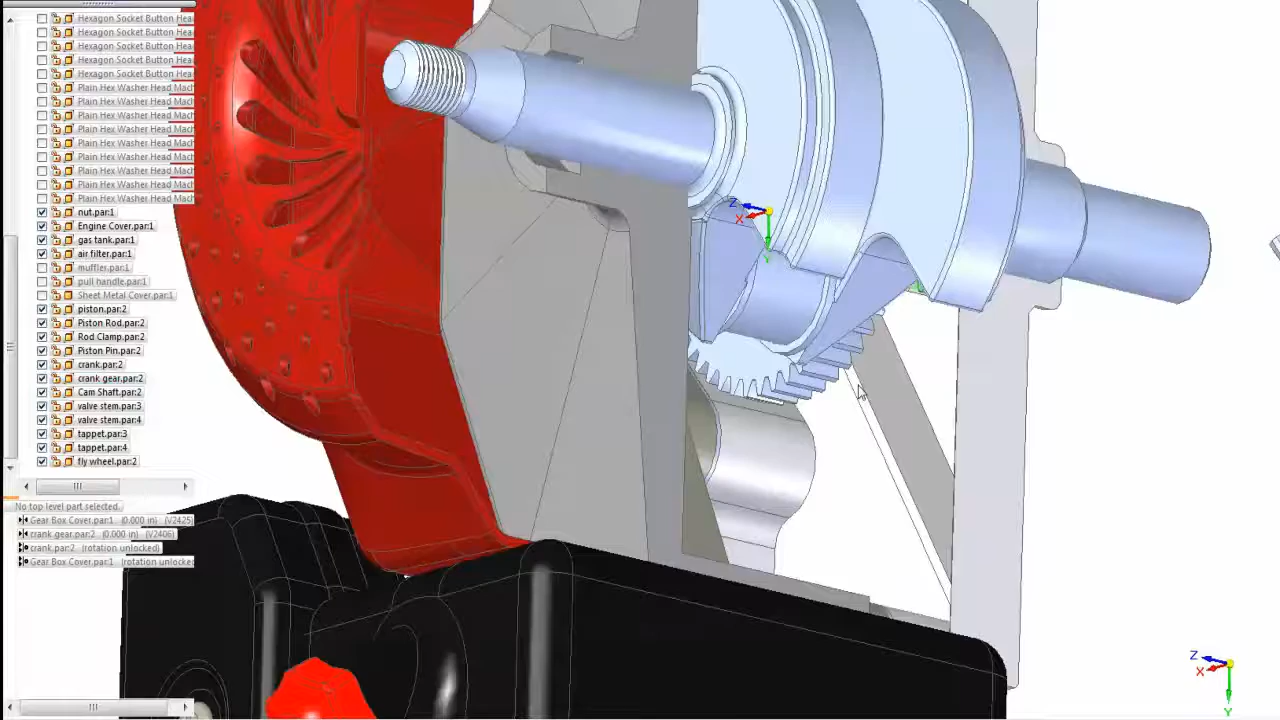 Hexagon Socket Button Hea
Hexagon Socket Button Hea
Hexagon Socket Button Hea
Hexagon Socket Button Hea
Hexagon Socket Button Hea
Plain Hex Washer Head Mach
Plain Hex Washer Head Mach
Plain Hex Washer Head Mach
Plain Hex Washer Head Mach
Plain Hex Washer Head Mach
Plain Hex Washer Head Mach
Plain Hex Washer Head Mach
Plain Hex Washer Head Mach
Plain Hex Washer Head Mach
nut.par:1
Engine Cover.par:1
gas tank.par:1
air filter.par:1
muffler.par:1
pull handle.par:1
Sheet Metal Cover.par:1
piston.par:2
Piston Rod.par:2
Rod Clamp.par:2
Piston Pin.par:2
crank.par:2
crank gear.par:2
Cam Shaft.par:2
valve stem.par:3
valve stem.par:4
tappet.par:3
tappet.par:4
fly wheel.par:2
No top level part selected.
Gear Box Cover.par:1 (0.000 in) (V2425)
crank gear.par:2 (0.000 in) (V2406)
crank.par:2 (rotation unlocked)
Gear Box Cover.par:1 (rotation unlocked
Z
X
Y
Z
X
Y